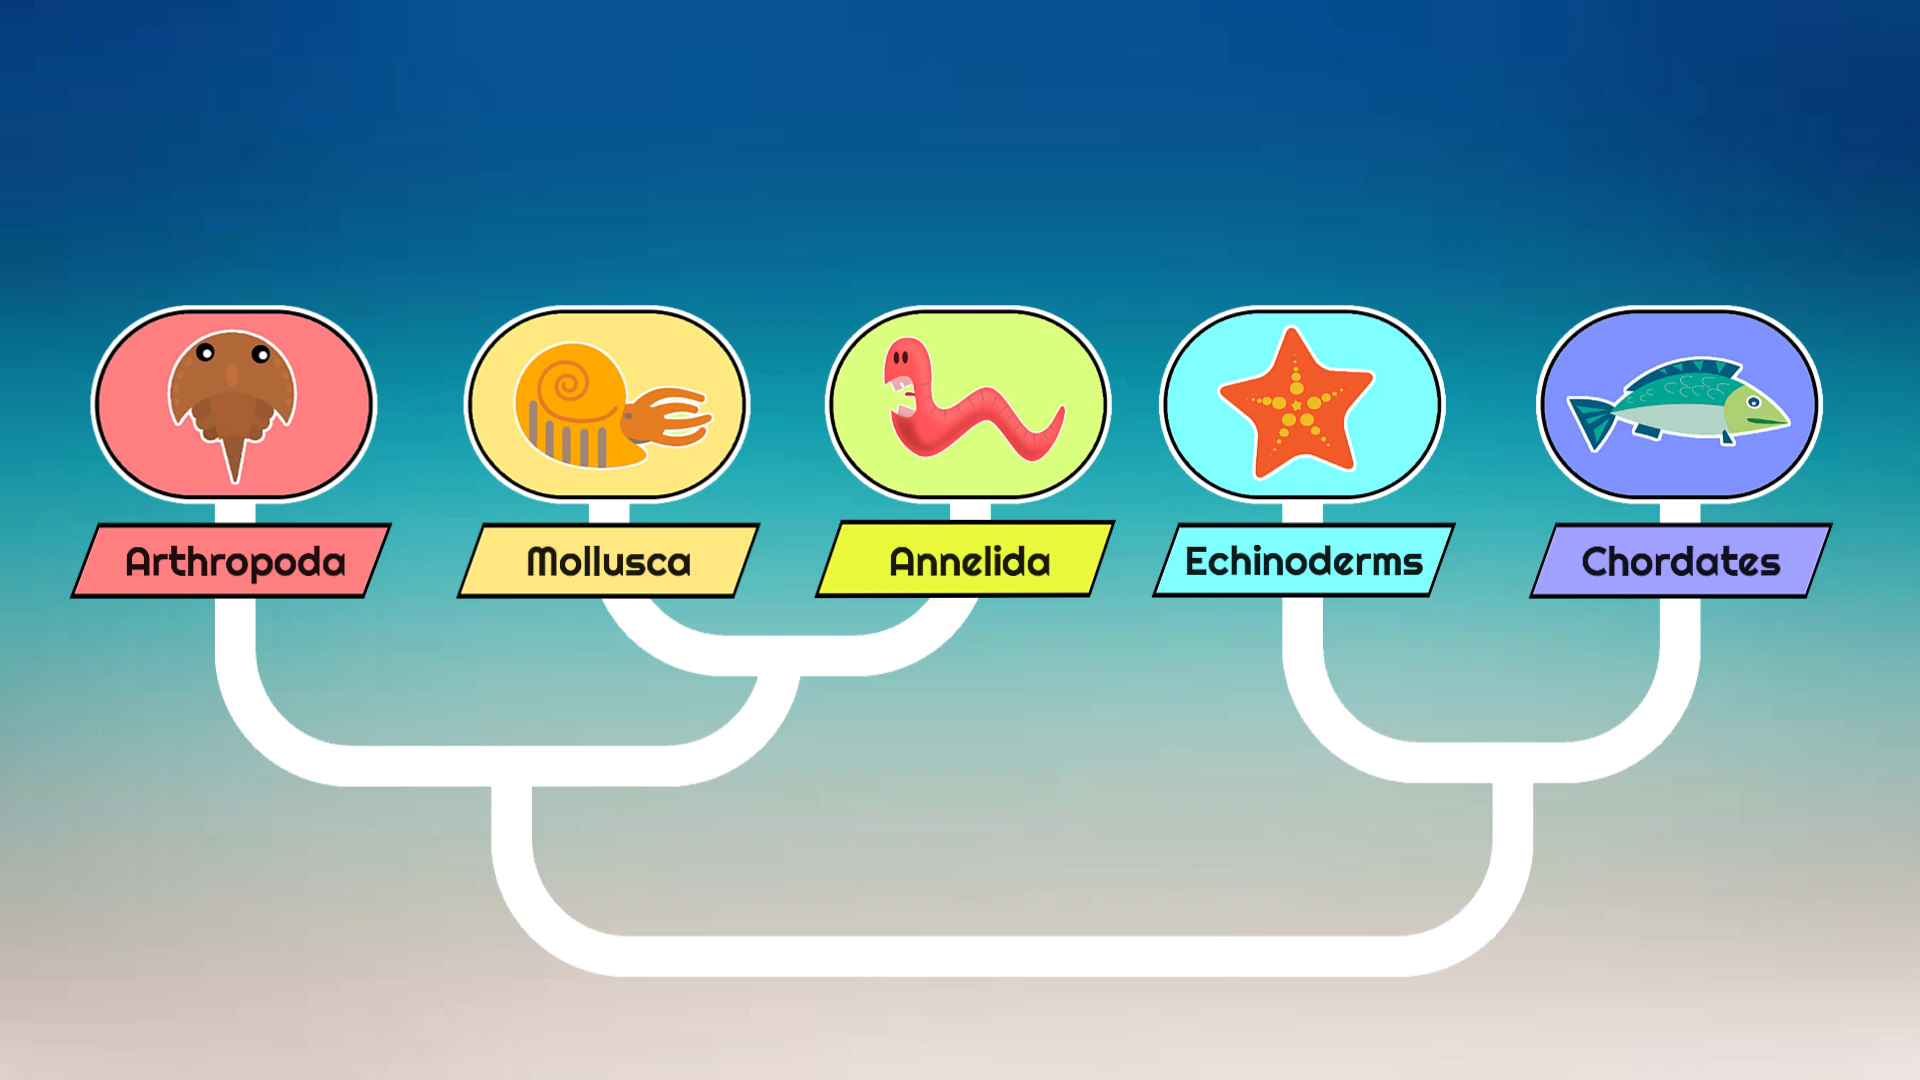 Arthropoda
Mollusca
Annelida
Echinoderms
Chordates